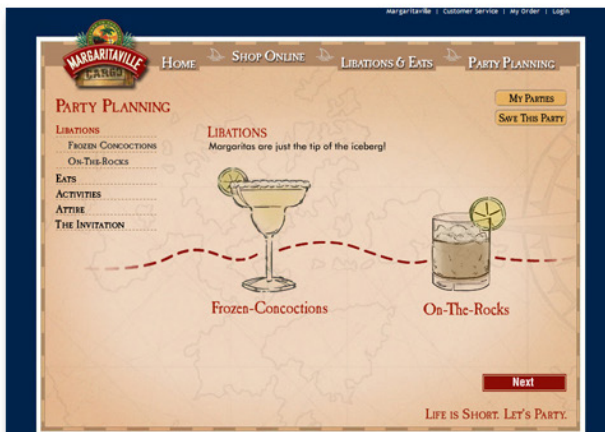 Margaritaville | Customer Service | My Order | Login
MARGARITAVILLE
CARGO
HOME
SHOP ONLINE
LIBATIONS & EATS
PARTY PLANNING
PARTY PLANNING
MY PARTIES
SAVE THIS PARTY
LIBATIONS
FROZEN CONCOCTIONS
ON-THE-ROCKS
EATS
ACTIVITIES
ATTIRE
THE INVITATION
LIBATIONS
Margaritas are just the tip of the iceberg!
Frozen-Concoctions
On-The-Rocks
Next
LIFE IS SHORT. LET'S PARTY.